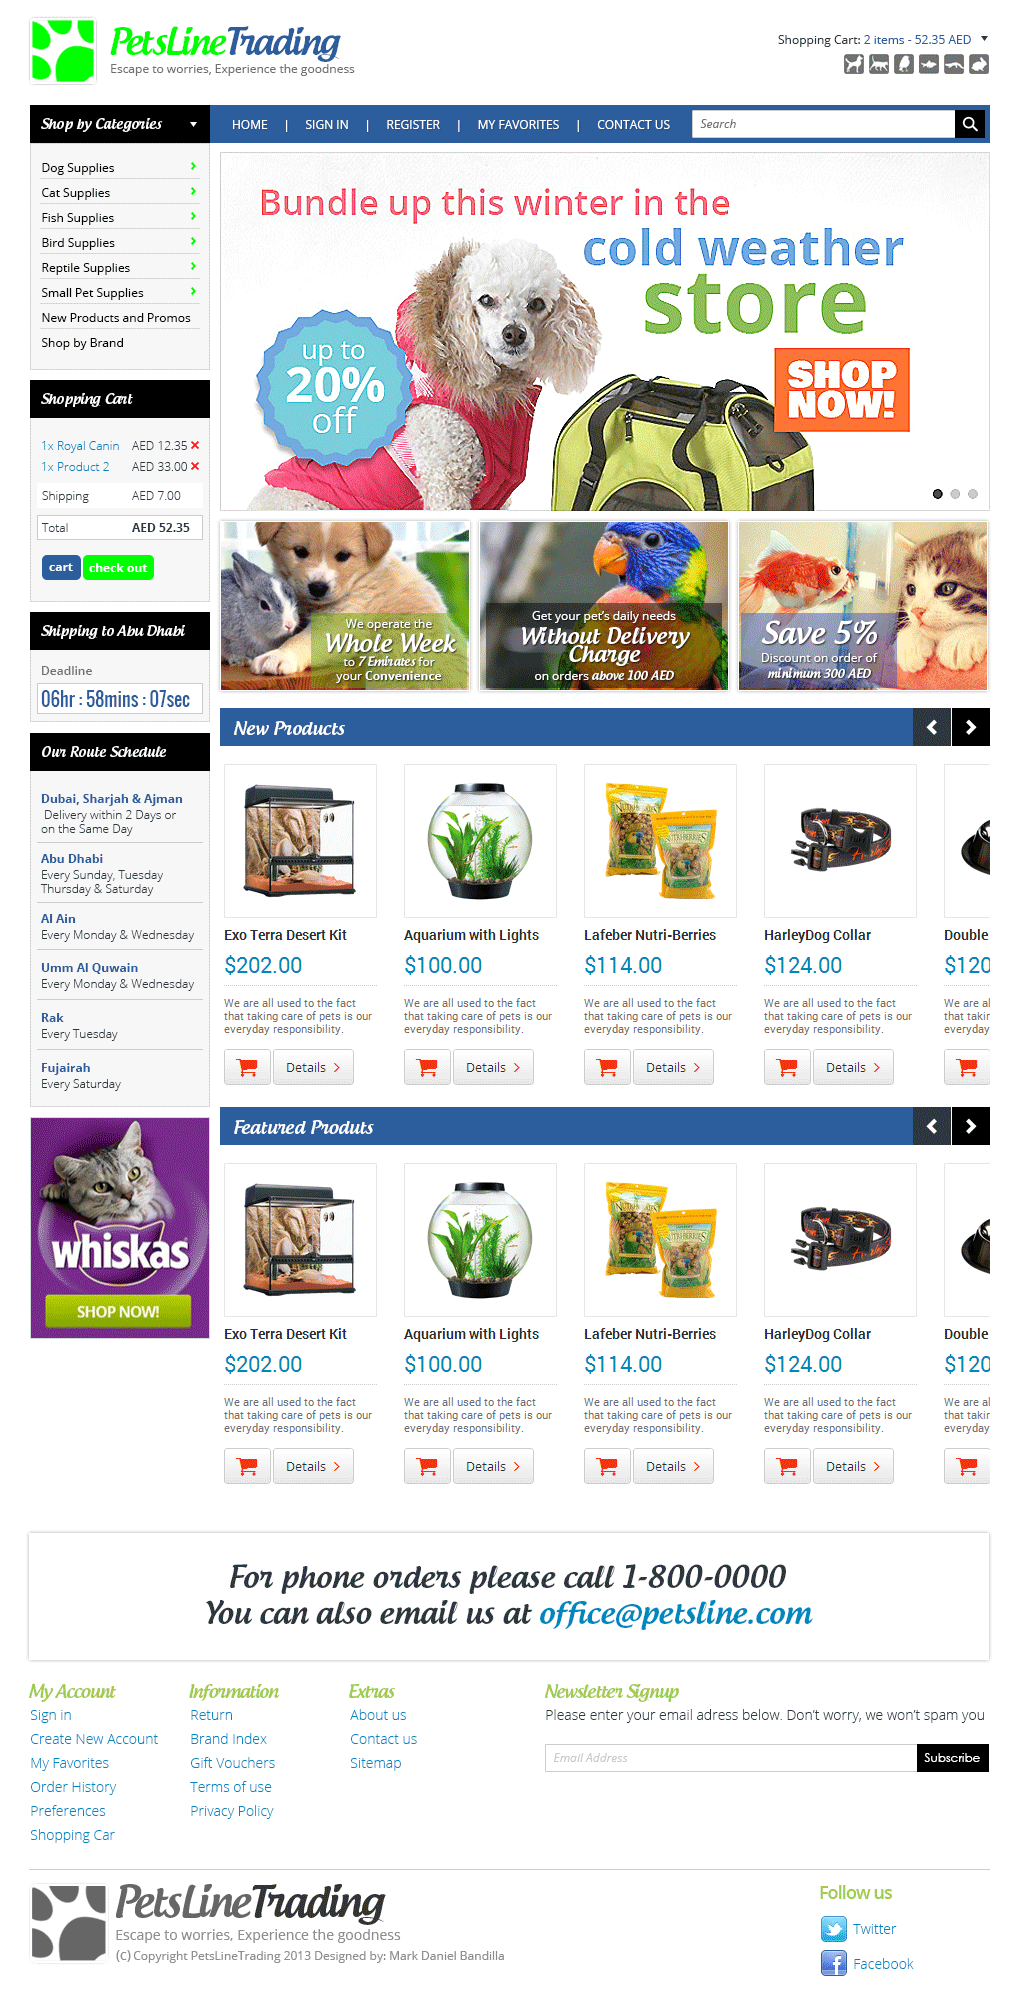 PetsLineTrading
Escape to worries, Experience the goodness
Shopping Cart: 2 items - 52.35 AED
Shop by Categories
HOME | SIGN IN | REGISTER | MY FAVORITES | CONTACT US
Search
Dog Supplies
Cat Supplies
Fish Supplies
Bird Supplies
Reptile Supplies
Small Pet Supplies
New Products and Promos
Shop by Brand
Bundle up this winter in the
cold weather
store
up to
20%
off
SHOP
NOW!
Shopping Cart
1x Royal Canin AED 12.35
1x Product 2 AED 33.00
Shipping AED 7.00
Total AED 52.35
cart check out
We operate the
Whole Week
to 7 Emirates for
your Convenience
Get your pet's daily needs
Without Delivery
Charge
on orders above 100 AED
Save 5%
Discount on order of
minimum 300 AED
Shipping to Abu Dhabi
Deadline
06hr : 58mins : 07sec
Our Route Schedule
Dubai, Sharjah & Ajman
Delivery within 2 Days or
on the Same Day
Abu Dhabi
Every Sunday, Tuesday
Thursday & Saturday
Al Ain
Every Monday & Wednesday
Umm Al Quwain
Every Monday & Wednesday
Rak
Every Tuesday
Fujairah
Every Saturday
whiskas
SHOP NOW!
New Products
NUTRI-BERRIES
Exo Terra Desert Kit Aquarium with Lights Lafeber Nutri-Berries HarleyDog Collar Double
$202.00 $100.00 $114.00 $124.00 $120
We are all used to the fact We are all used to the fact We are all used to the fact We are all used to the fact We are al
that taking care of pets is our that taking care of pets is our that taking care of pets is our that taking care of pets is our that takin
everyday responsibility. everyday responsibility. everyday responsibility. everyday responsibility. everyday
Details Details Details Details
Featured Produts
NUTRI-BERRIES
Exo Terra Desert Kit Aquarium with Lights Lafeber Nutri-Berries HarleyDog Collar Double
$202.00 $100.00 $114.00 $124.00 $120
We are all used to the fact We are all used to the fact We are all used to the fact We are all used to the fact We are al
that taking care of pets is our that taking care of pets is our that taking care of pets is our that taking care of pets is our that takin
everyday responsibility. everyday responsibility. everyday responsibility. everyday responsibility. everyday
Details Details Details Details
For phone orders please call 1-800-0000
You can also email us at office@petsline.com
My Account
Sign in
Create New Account
My Favorites
Order History
Preferences
Shopping Car
Information
Return
Brand Index
Gift Vouchers
Terms of use
Privacy Policy
Extras
About us
Contact us
Sitemap
Newsletter Signup
Please enter your email adress below. Don't worry, we won't spam you
Email Address
Subscribe
PetsLineTrading
Escape to worries, Experience the goodness
(c) Copyright PetsLineTrading 2013 Designed by: Mark Daniel Bandilla
Follow us
Twitter
Facebook